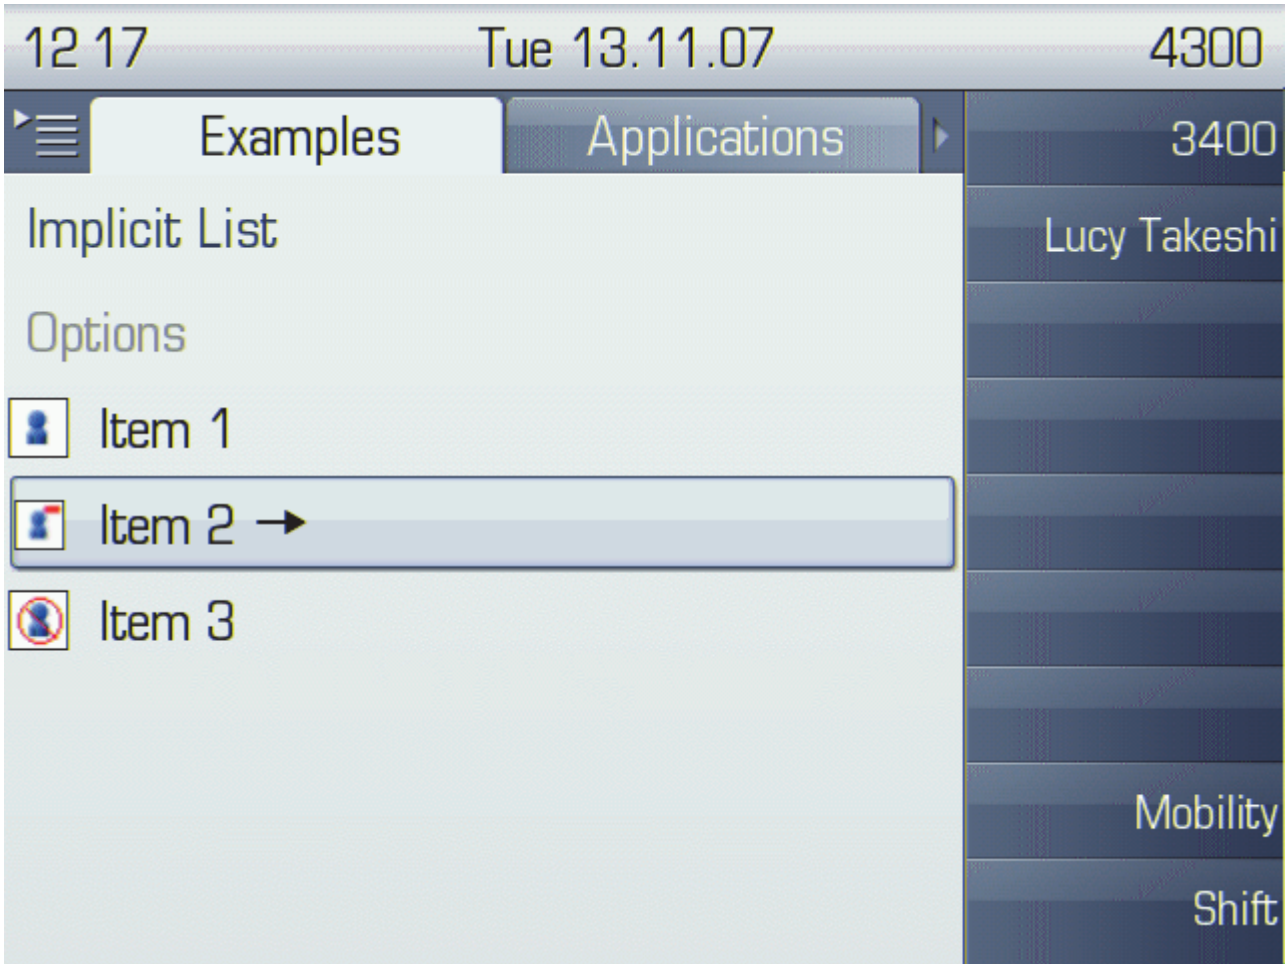 12 17 Tue 13.11.07 4300
Examples Applications
3400
Implicit List
Lucy Takeshi
Options
Item 1
Item 2 →
Item 3
Mobility
Shift